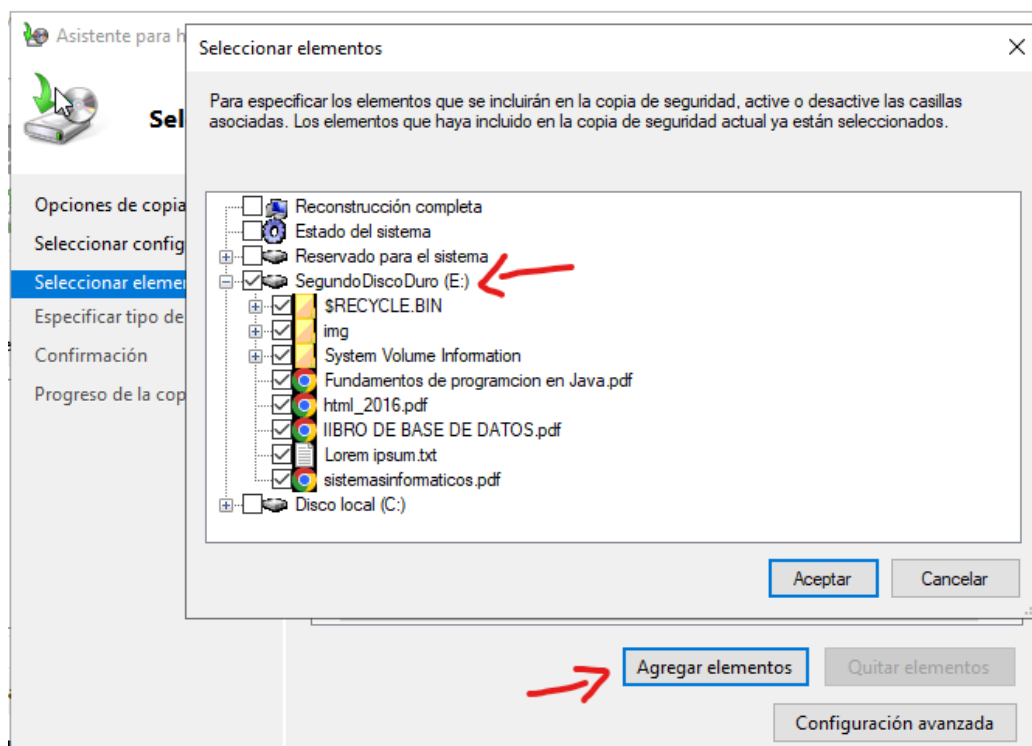 Asistente para h
Seleccionar elementos
Para especificar los elementos que se incluirán en la copia de seguridad, active o desactive las casillas
asociadas. Los elementos que haya incluido en la copia de seguridad actual ya están seleccionados.
Sel
Opciones de copia
Seleccionar config
Seleccionar elemen
Especificar tipo de
Confirmación
Progreso de la cop
Reconstrucción completa
Estado del sistema
Reservado para el sistema
SegundoDiscoDuro (E:)
$RECYCLE.BIN
img
System Volume Information
Fundamentos de programcion en Java.pdf
html_2016.pdf
lIBRO DE BASE DE DATOS.pdf
Lorem ipsum.txt
sistemasinformaticos.pdf
Disco local (C:)
Aceptar
Cancelar
Agregar elementos
Quitar elementos
Configuración avanzada